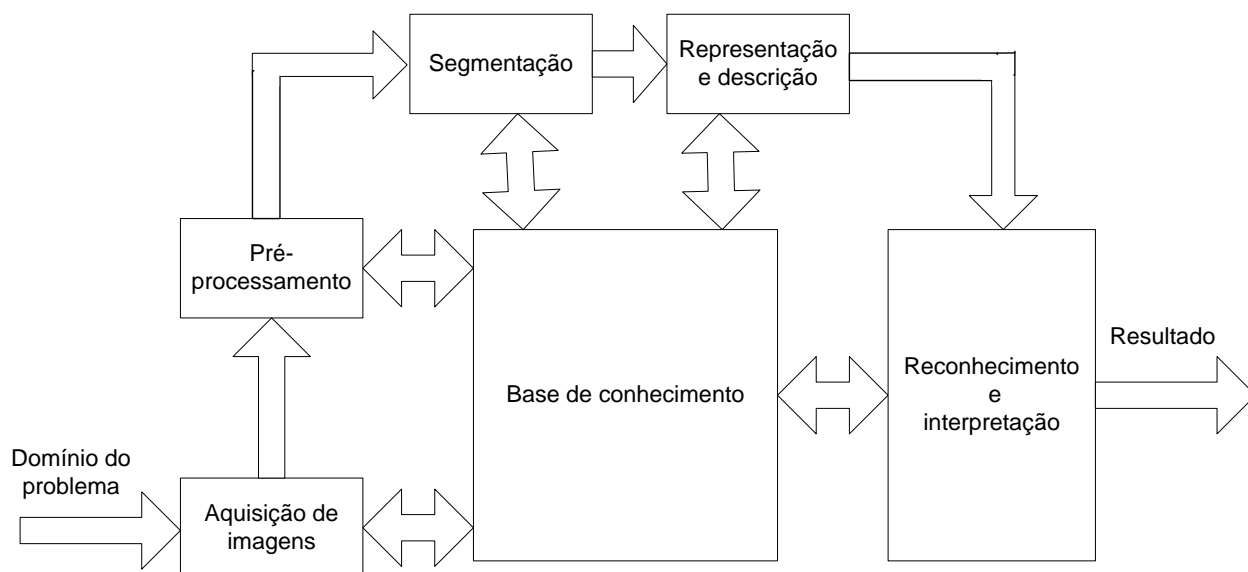 Segmentação
Representação
e descrição
Pré-
processamento
Base de conhecimento
Reconhecimento
e
interpretação
Resultado
Domínio do
problema
Aquisição de
imagens